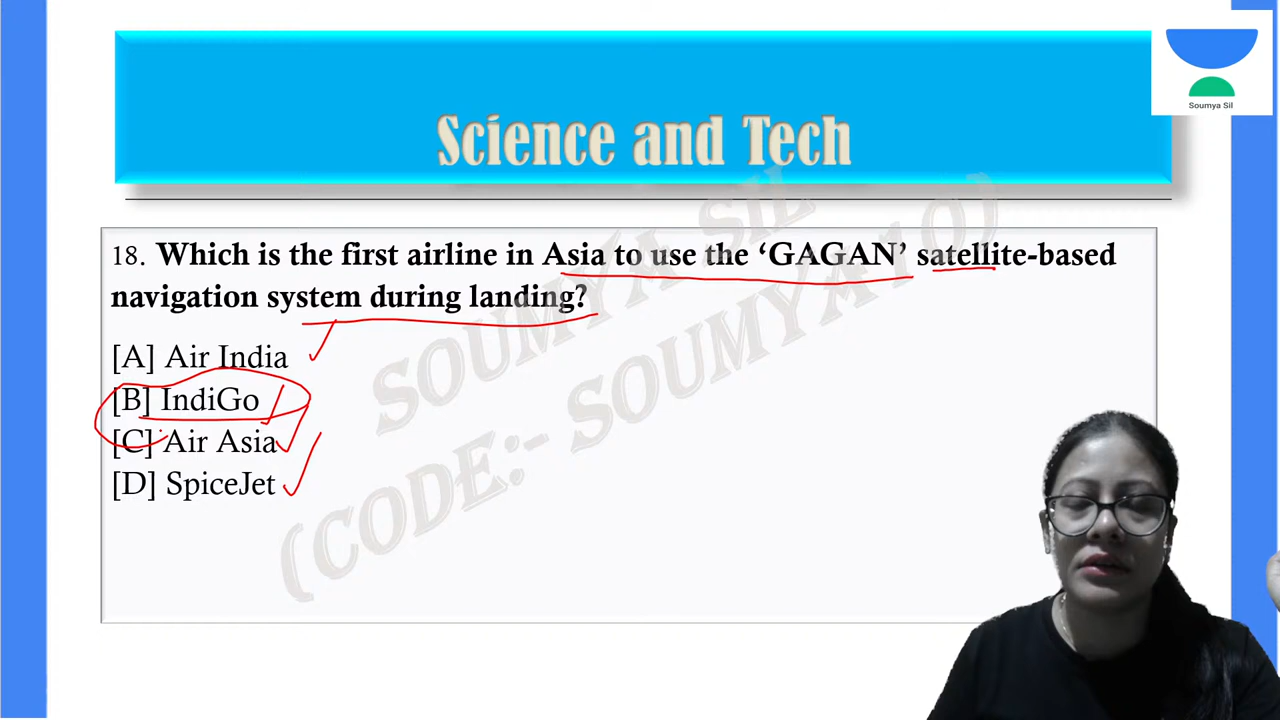 Soumya Sil
Science and Tech
18. Which is the first airline in Asia to use the ‘GAGAN’ satellite-based
navigation system during landing?
[A] Air India
[B] IndiGo
[C] Air Asia
[D] SpiceJet
SOUMYA SIL
(CODE:- SOUMYA10)